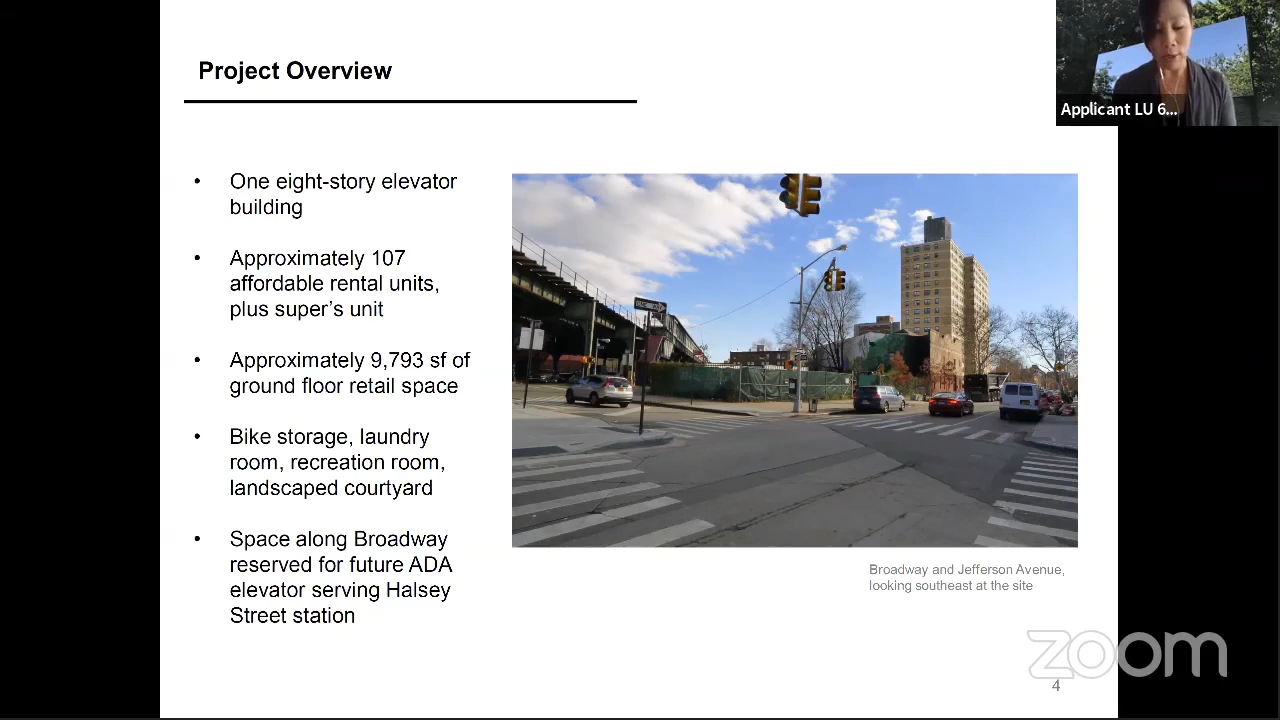 Project Overview
Applicant LU 6...
• One eight-story elevator
building
• Approximately 107
affordable rental units,
plus super's unit
• Approximately 9,793 sf of
ground floor retail space
• Bike storage, laundry
room, recreation room,
landscaped courtyard
• Space along Broadway
reserved for future ADA
elevator serving Halsey
Street station
Broadway and Jefferson Avenue,
looking southeast at the site
zoom
4